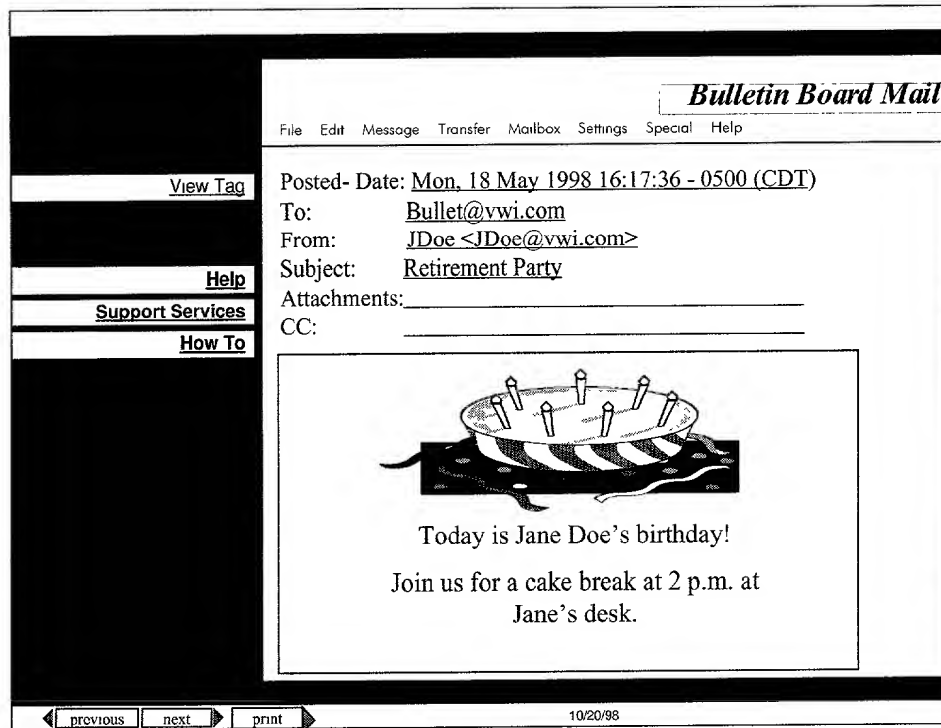 Bulletin Board Mail
File Edit Message Transfer Mailbox Settings Special Help
View Tag
Help
Support Services
How To
Posted- Date: Mon, 18 May 1998 16:17:36 - 0500 (CDT)
To: Bullet@vwi.com
From: JDoe <JDoe@vwi.com>
Subject: Retirement Party
Attachments:
CC:
Today is Jane Doe's birthday!
Join us for a cake break at 2 p.m. at
Jane's desk.
previous next print 10/20/98